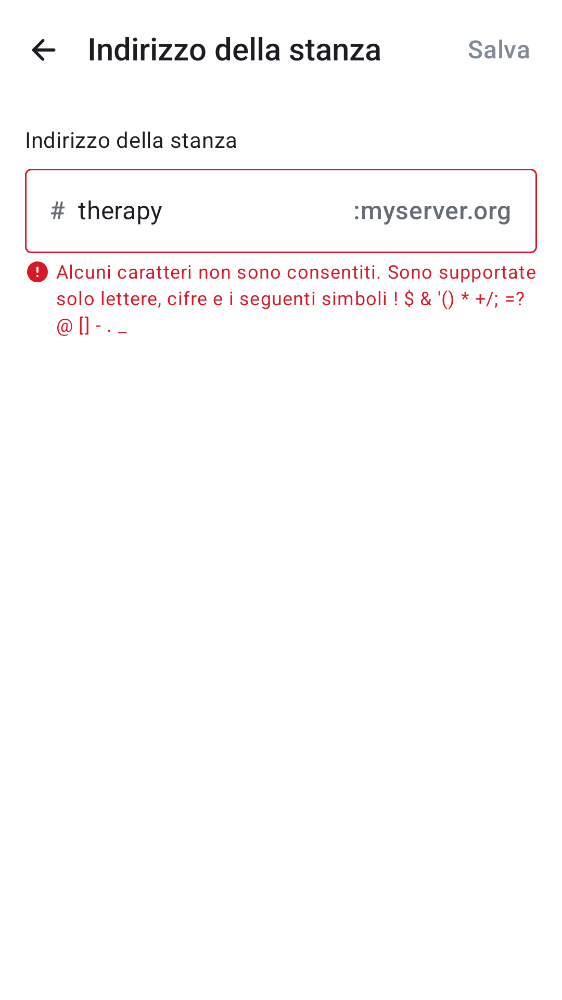 Indirizzo della stanza
Salva
Indirizzo della stanza
# therapy :myserver.org
Alcuni caratteri non sono consentiti. Sono supportate
solo lettere, cifre e i seguenti simboli ! $ & '() * +/; =?
@ [] - . _